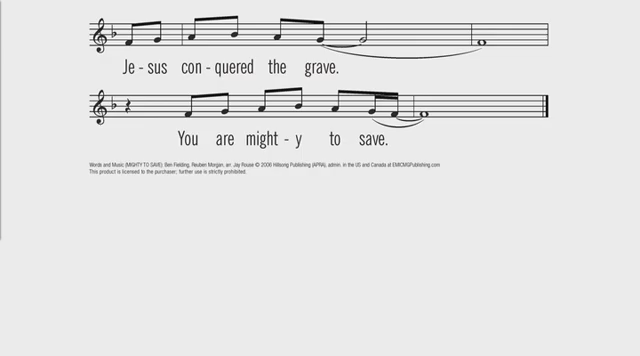 Je - sus con - quered the grave.
You are might - y to save.
Words and Music (MIGHTY TO SAVE): Ben Fielding, Reuben Morgan; arr. Jay Rouse © 2006 Hillsong Publishing (APRA), admin. in the US and Canada at EMICMGPublishing.com
This product is licensed to the purchaser; further use is strictly prohibited.